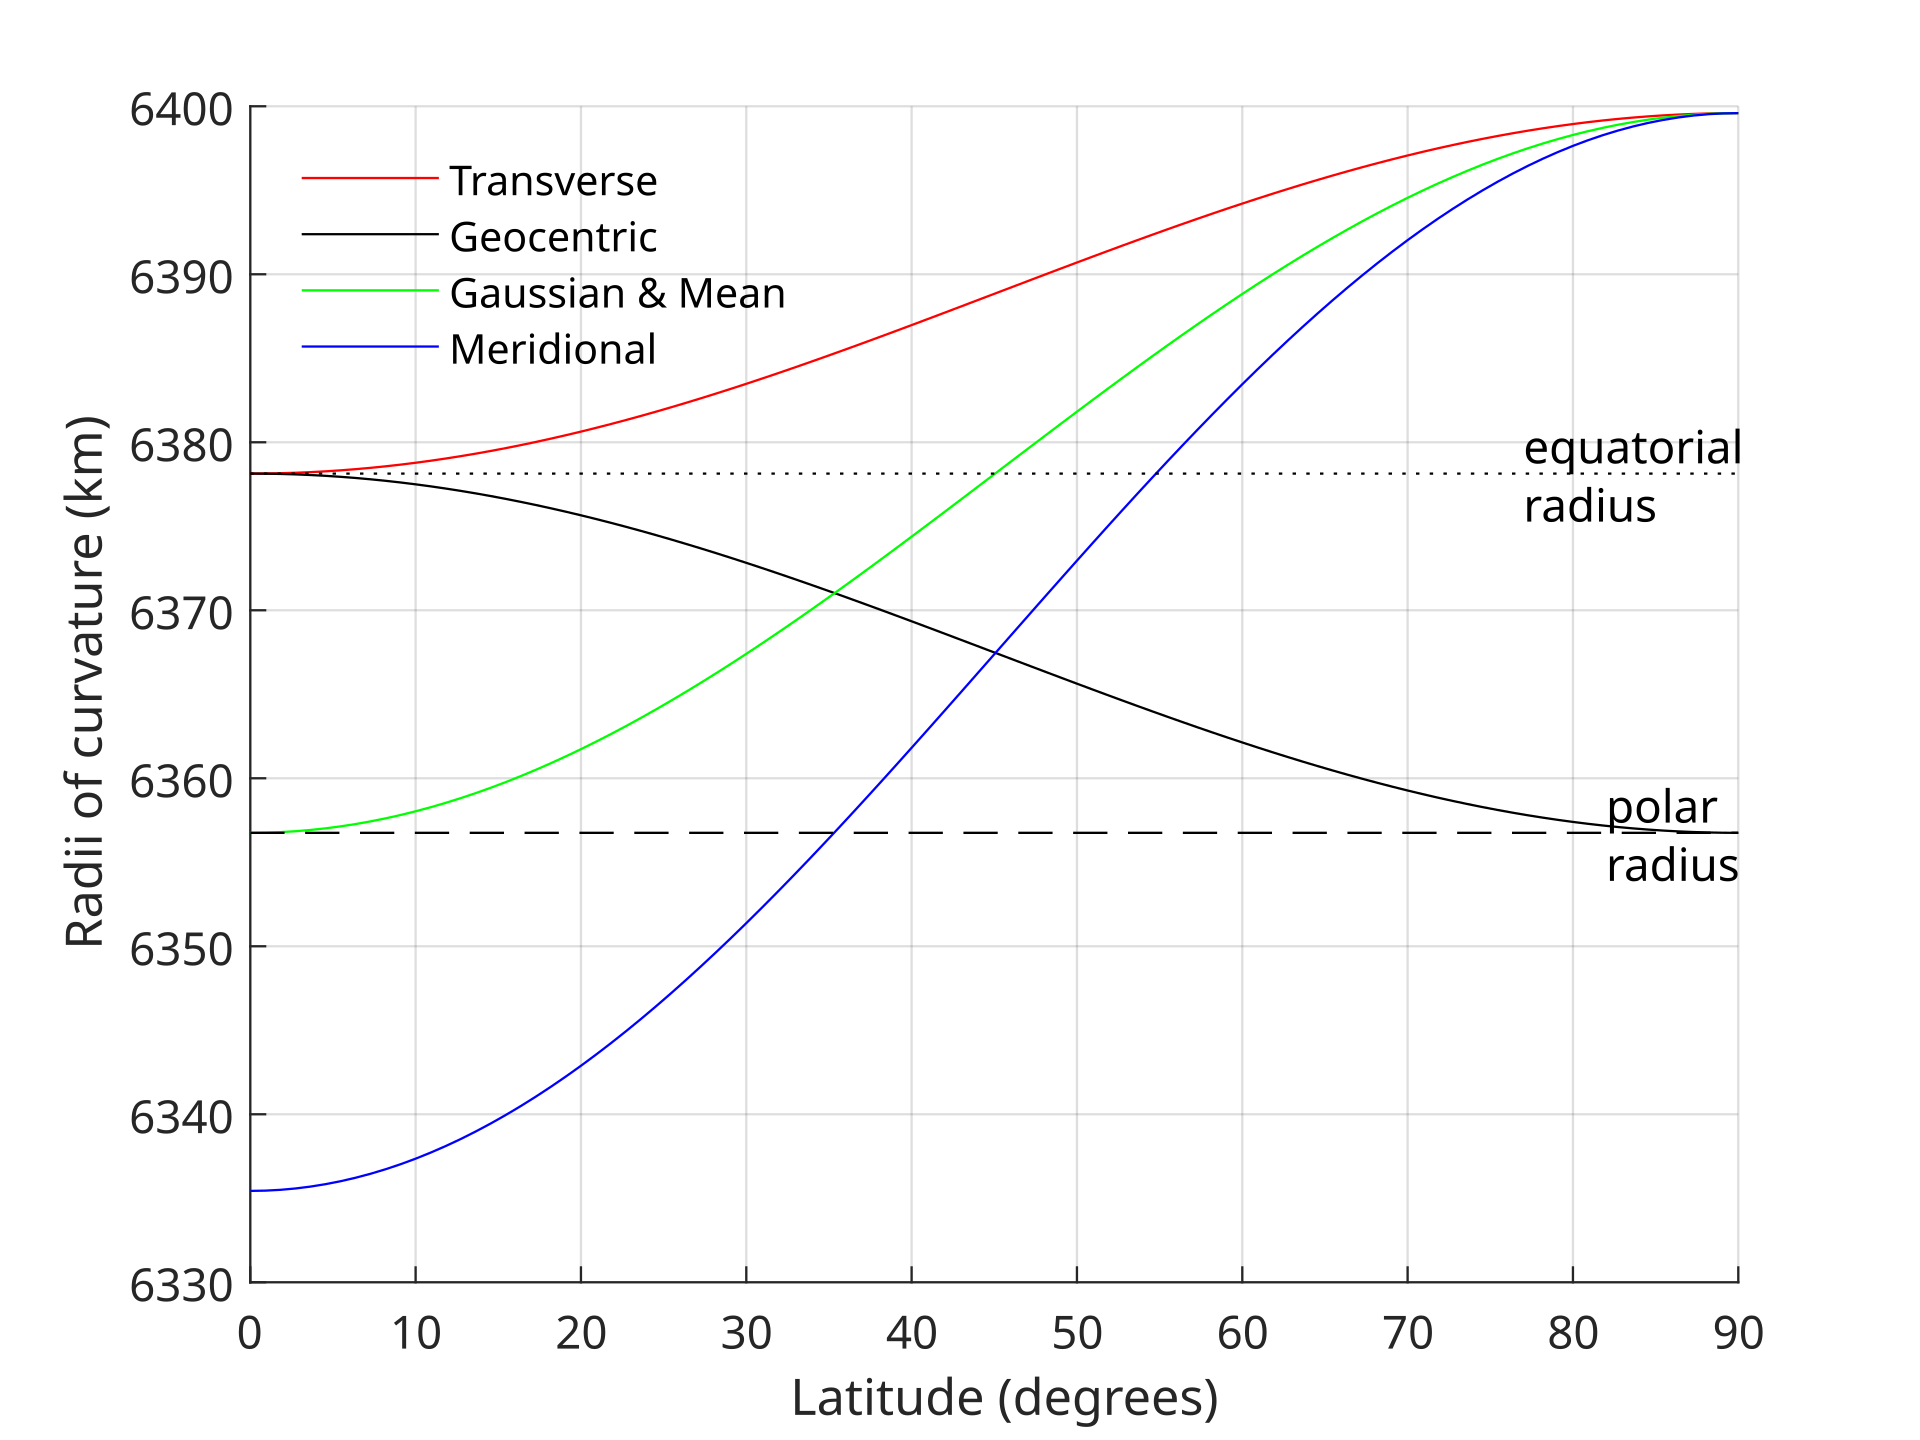 6400
Transverse
Geocentric
6390
Gaussian & Mean
Meridional
6380
equatorial
radius
Radii of curvature (km)
6370
6360
polar
radius
6350
6340
6330
0 10 20 30 40 50 60 70 80 90
Latitude (degrees)